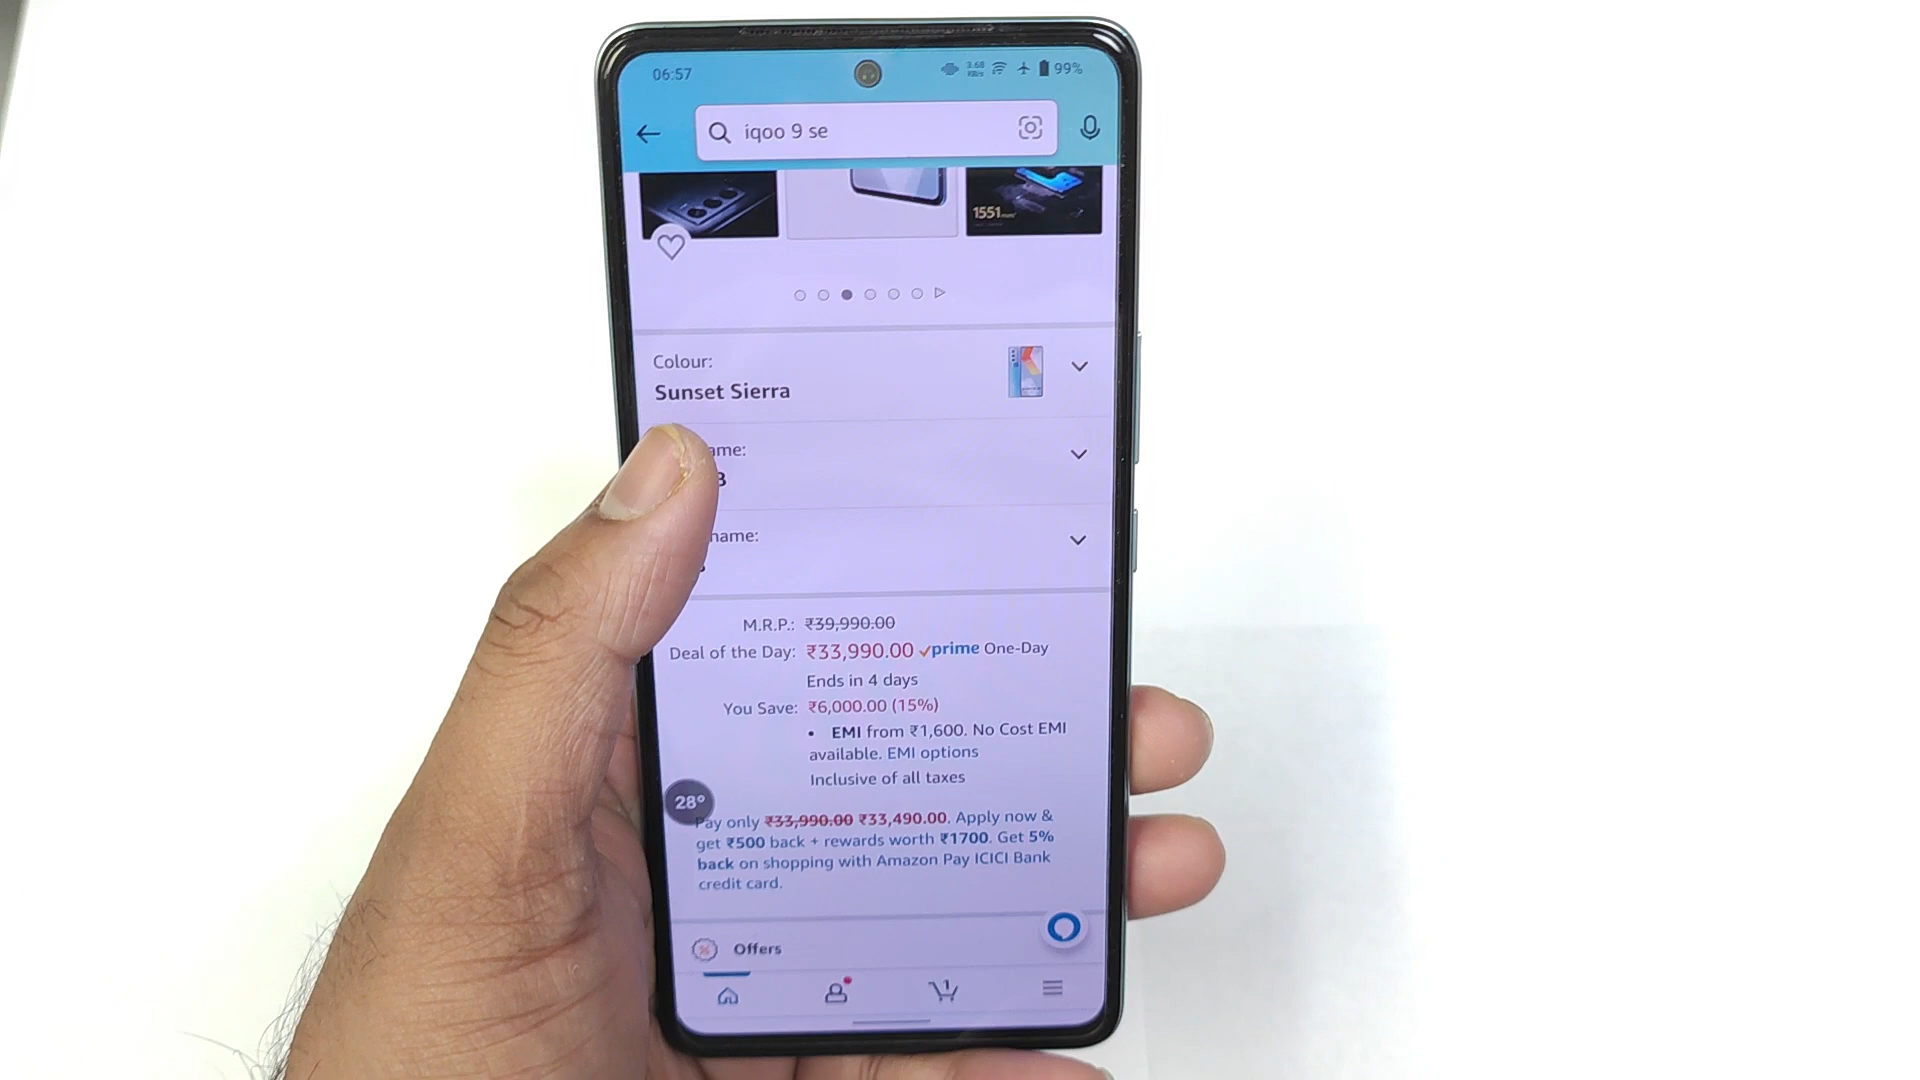 06:57
3.68
KB/s
99%
iqoo 9 se
1551
Colour:
Sunset Sierra
ame:
B
name:
M.R.P.: ₹39,990.00
Deal of the Day: ₹33,990.00 prime One-Day
Ends in 4 days
You Save: ₹6,000.00 (15%)
• EMI from ₹1,600. No Cost EMI
available. EMI options
Inclusive of all taxes
28°
Pay only ₹33,990.00 ₹33,490.00. Apply now &
get ₹500 back + rewards worth ₹1700. Get 5%
back on shopping with Amazon Pay ICICI Bank
credit card.
Offers
1